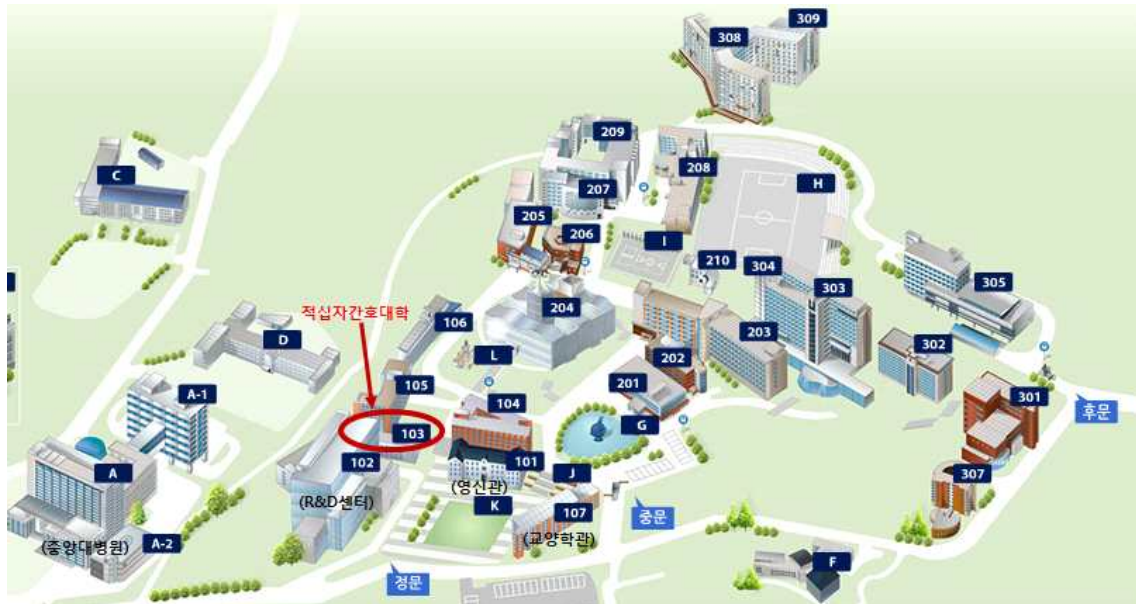 309
308
209
208
C
207
H
205
206
I
210
304
303
305
적십자간호대학
204
106
203
302
D
L
202
105
201
A-1
104
301
후문
103
G
A
102
101
J
307
(R&D센터)
(영신관)
K
107
중문
(중앙대병원)
A-2
(교양학관)
F
정문